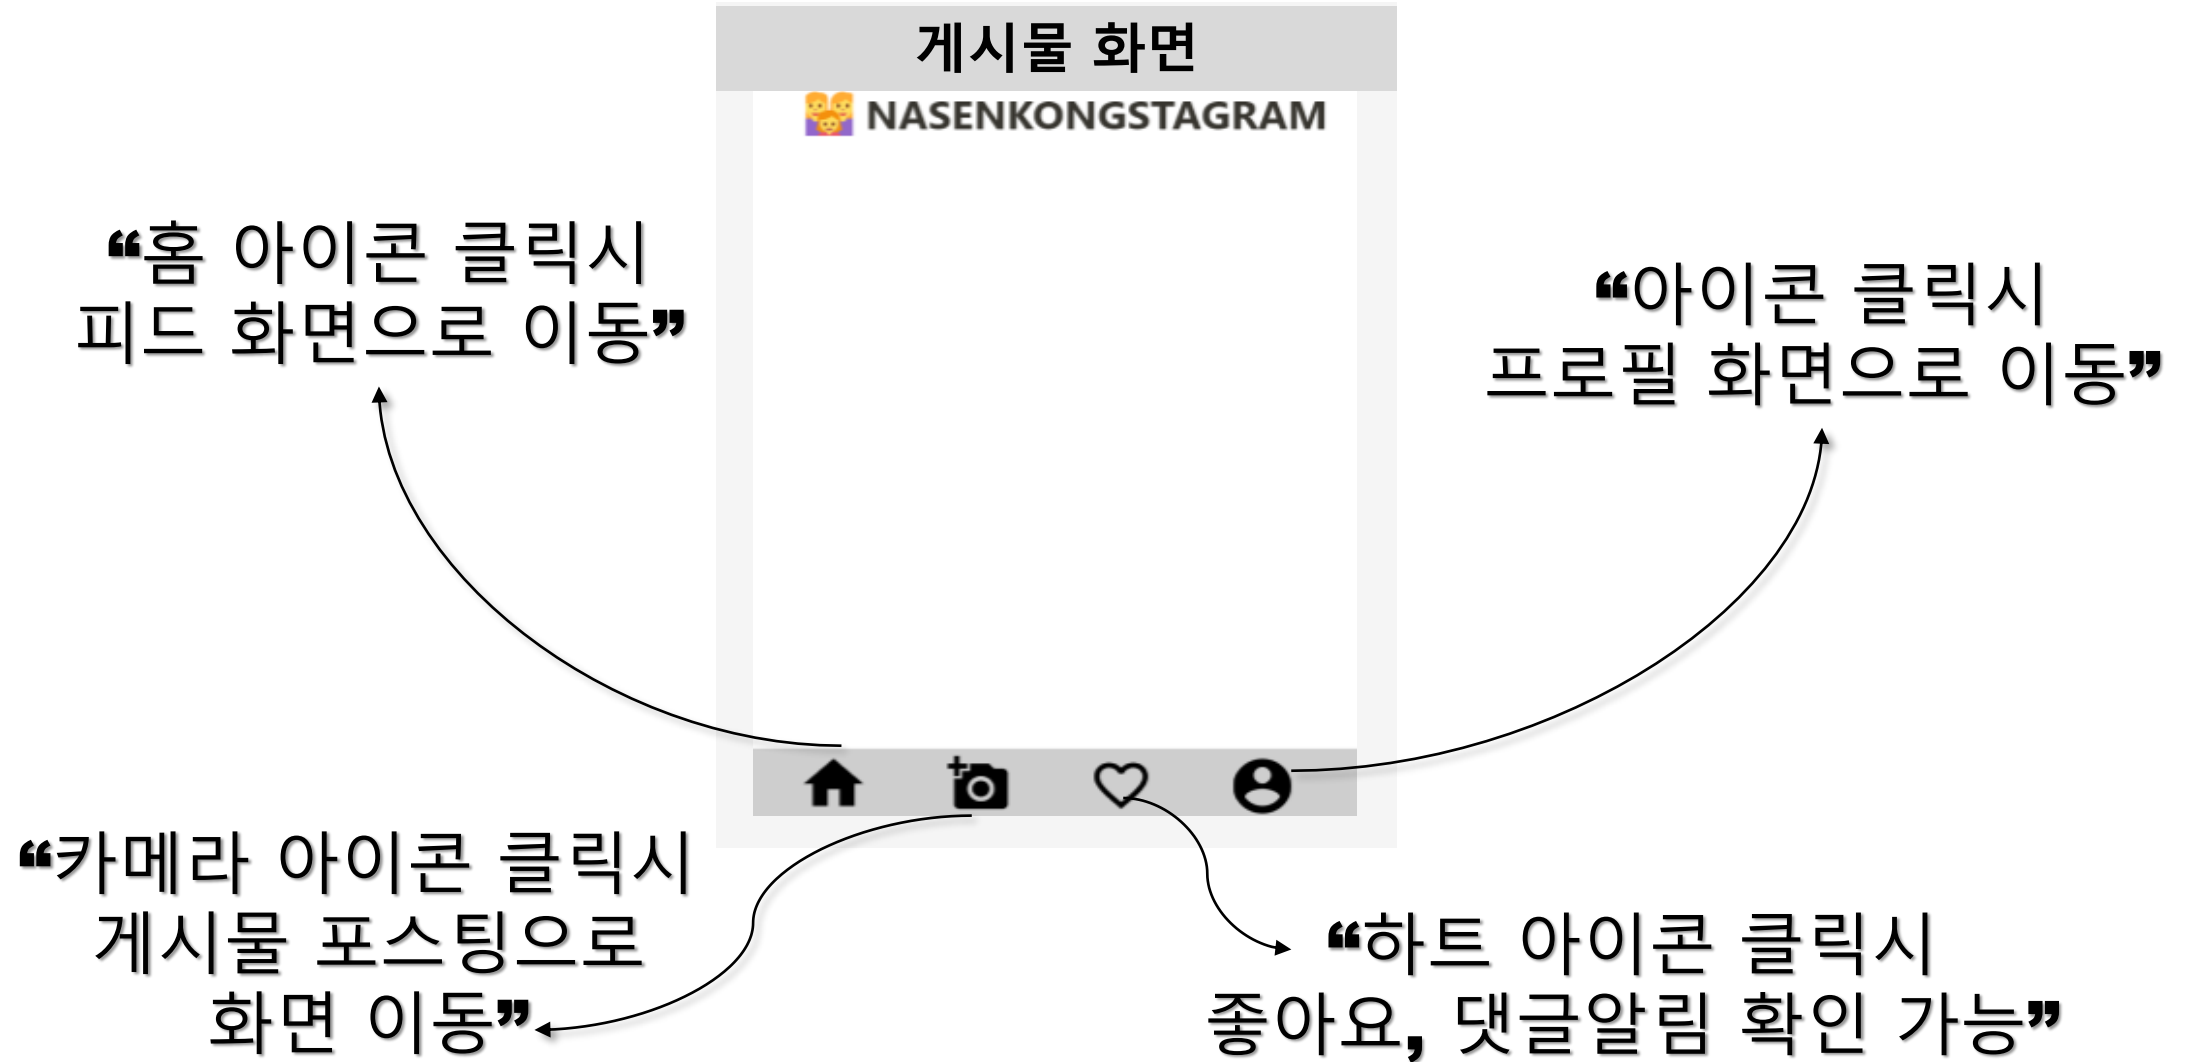 게시물 화면
NASENKONGSTAGRAM
“홈 아이콘 클릭시
피드 화면으로 이동”
“아이콘 클릭시
프로필 화면으로 이동”
“카메라 아이콘 클릭시
게시물 포스팅으로
화면 이동”
“하트 아이콘 클릭시
좋아요, 댓글알림 확인 가능”